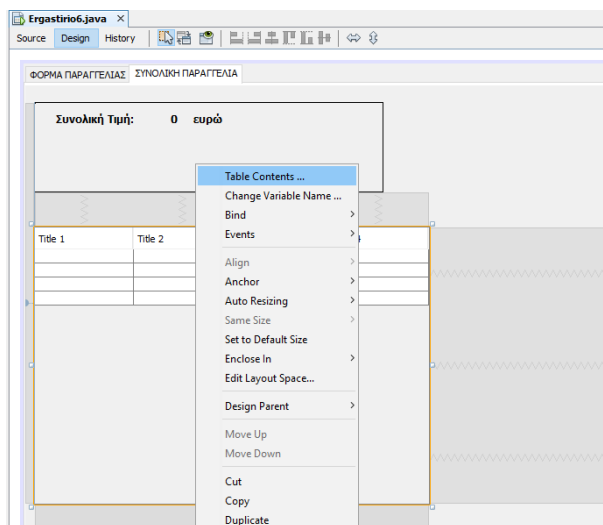 Ergastirio6.java
Source Design History
ΦΟΡΜΑ ΠΑΡΑΓΓΕΛΙΑΣ ΣΥΝΟΛΙΚΗ ΠΑΡΑΓΓΕΛΙΑ
Συνολική Τιμή: 0 ευρώ
Title 1 Title 2
Table Contents ...
Change Variable Name ...
Bind
Events
Align
Anchor
Auto Resizing
Same Size
Set to Default Size
Enclose In
Edit Layout Space...
Design Parent
Move Up
Move Down
Cut
Copy
Duplicate